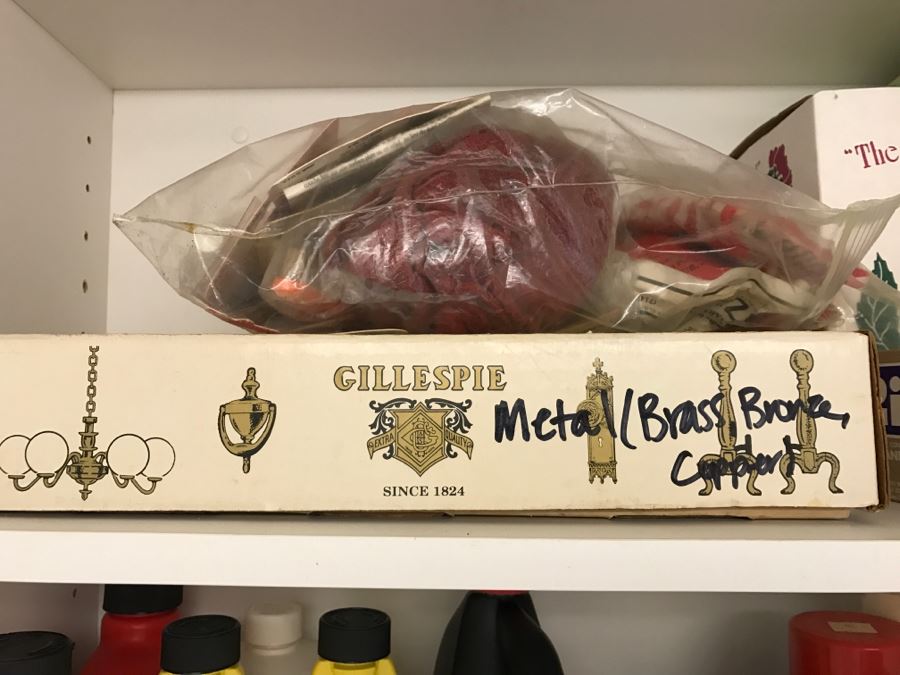 "The
GILLESPIE
EXTRA QUALITY
SINCE 1824
Metal (Brass, Bronze,
Copper)